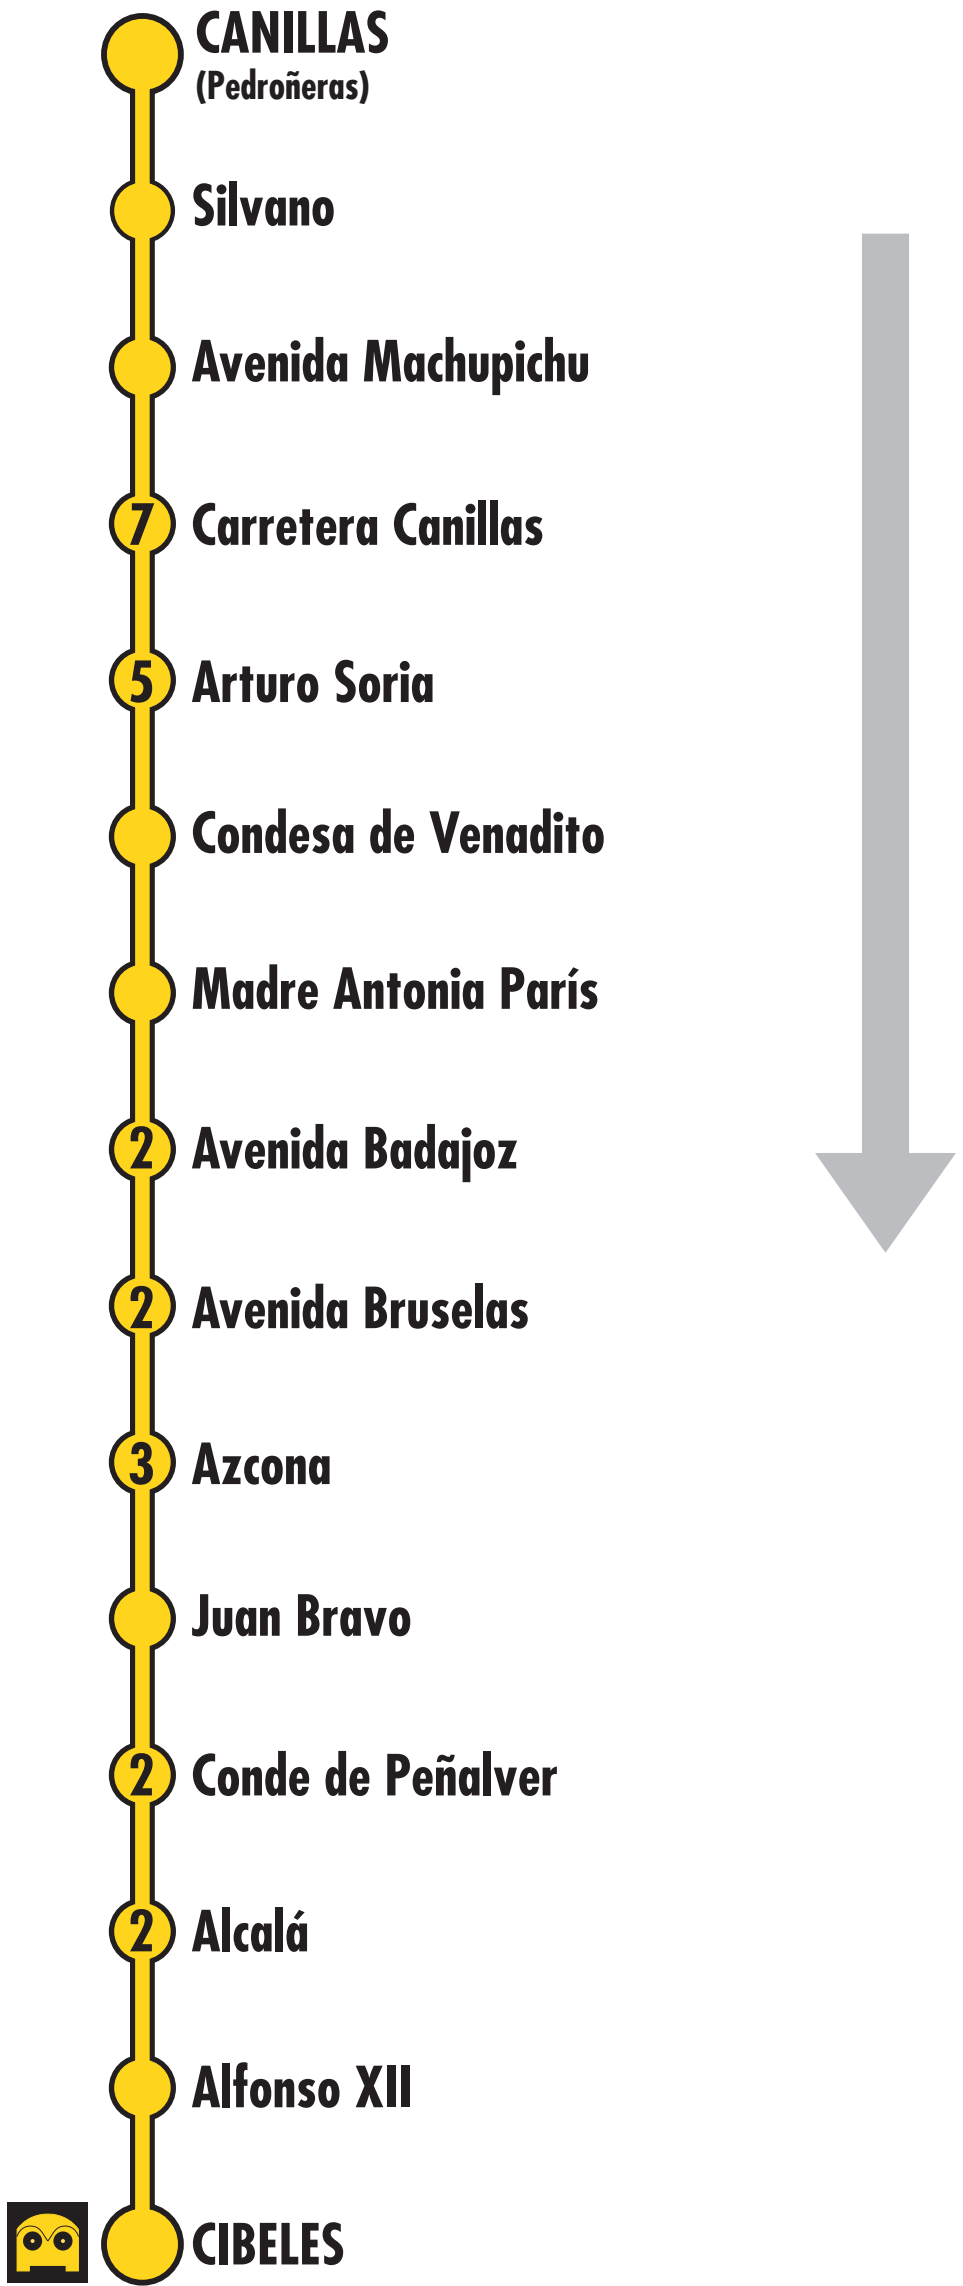 CANILLAS
(Pedroñeras)
Silvano
Avenida Machupichu
7 Carretera Canillas
5 Arturo Soria
Condesa de Venadito
Madre Antonia París
2 Avenida Badajoz
2 Avenida Bruselas
3 Azcona
Juan Bravo
2 Conde de Peñalver
2 Alcalá
Alfonso XII
CIBELES